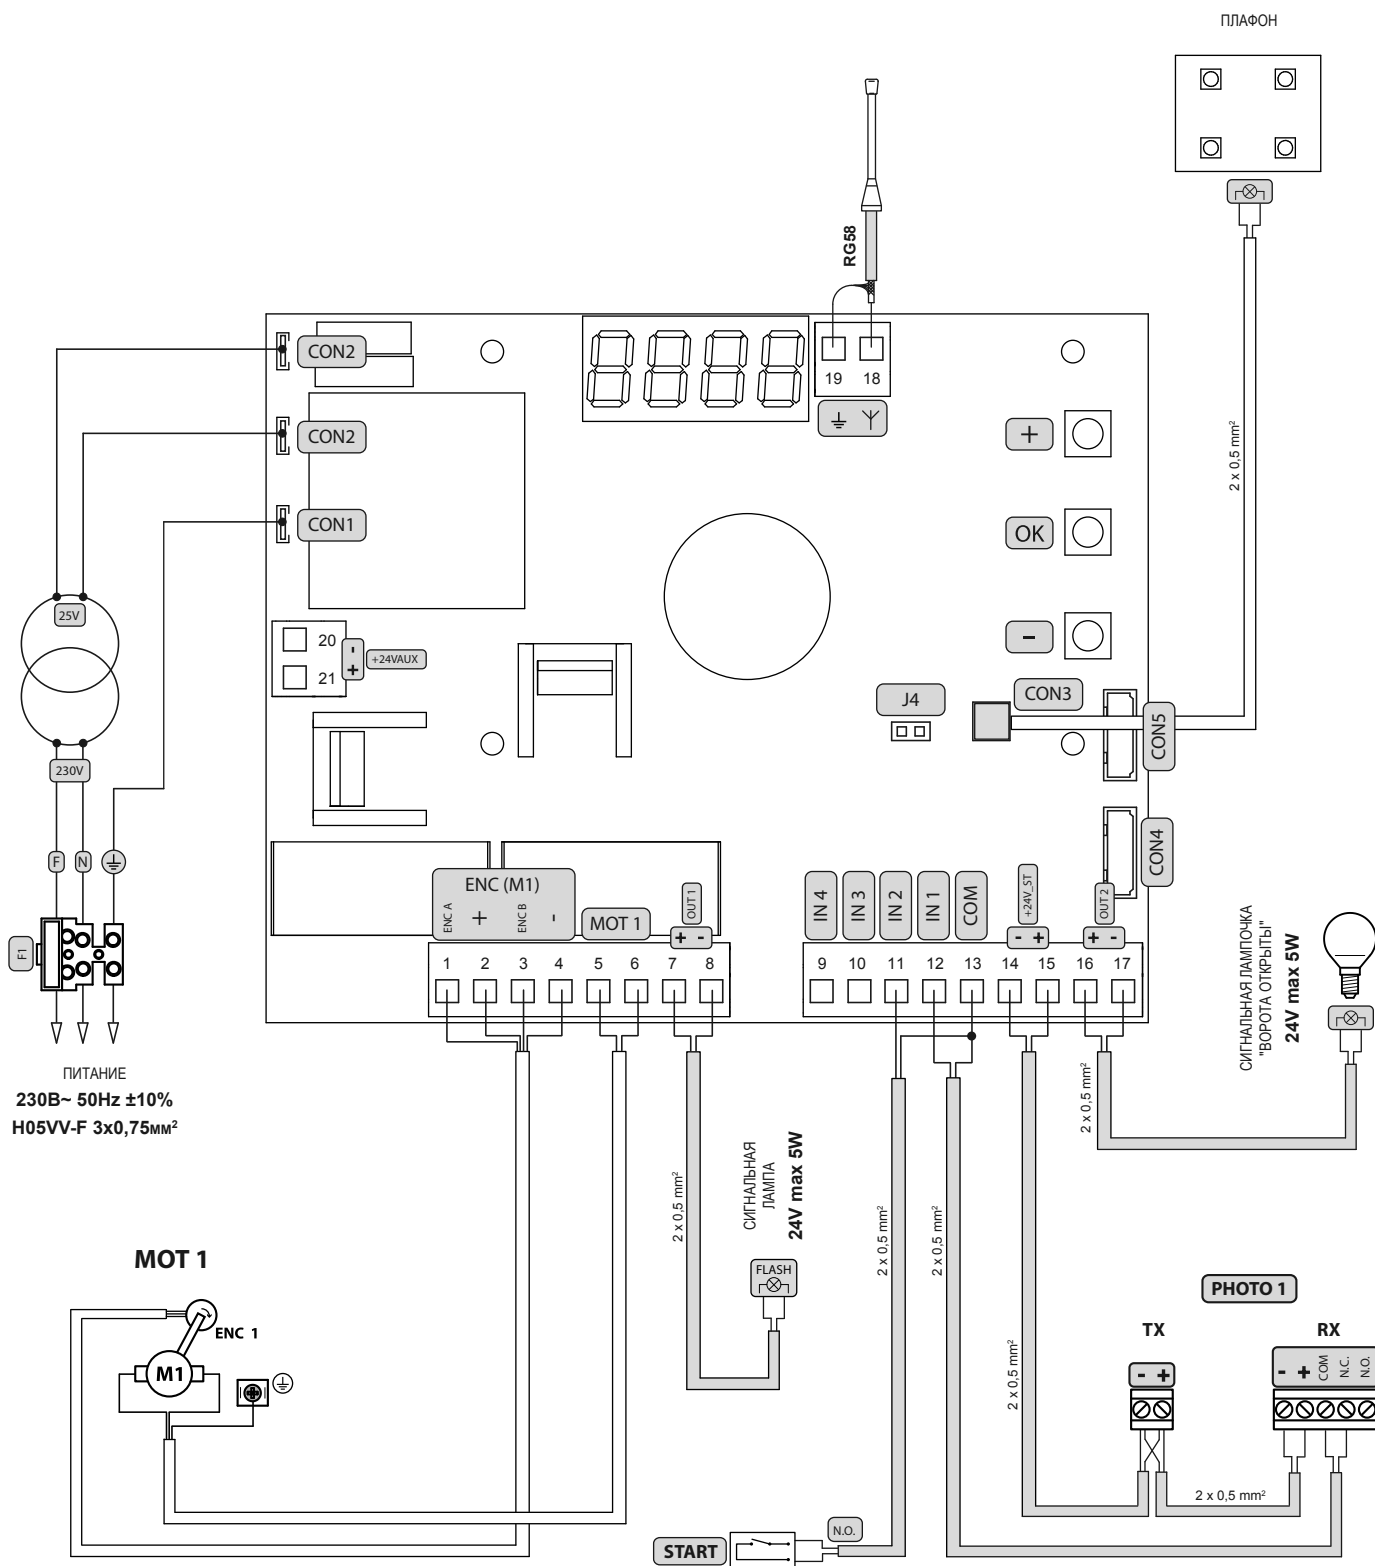 ПЛАФОН
RG58
2 x 0,5 mm²
CON2
19 18
CON2
+
CON1
OK
25V
20
-
+
+24VAUX
21
-
J4
CON3
CON5
230V
CON4
F N
ENC (M1)
ENC A
+
ENC B
-
MOT 1
OUT 1
+ -
IN 4
IN 3
IN 2
IN 1
COM
+24V_ST
- +
OUT 2
+ -
F1
1 2 3 4 5 6 7 8
9 10 11 12 13 14 15 16 17
СИГНАЛЬНАЯ ЛАМПОЧКА
"ВОРОТА ОТКРЫТЫ"
24V max 5W
ПИТАНИЕ
230В~ 50Hz ±10%
H05VV-F 3x0,75мм²
2 x 0,5 mm²
2 x 0,5 mm²
СИГНАЛЬНАЯ
ЛАМПА
24V max 5W
2 x 0,5 mm²
2 x 0,5 mm²
FLASH
MOT 1
ENC 1
M1
PHOTO 1
TX
RX
- +
- +
COM
N.C.
N.O.
2 x 0,5 mm²
2 x 0,5 mm²
N.O.
START